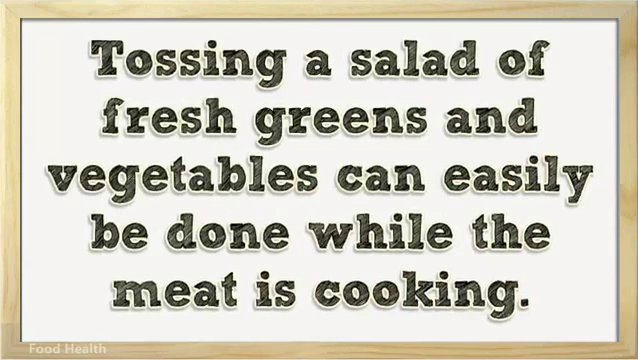 Tossing a salad of
fresh greens and
vegetables can easily
be done while the
meat is cooking.
Food Health